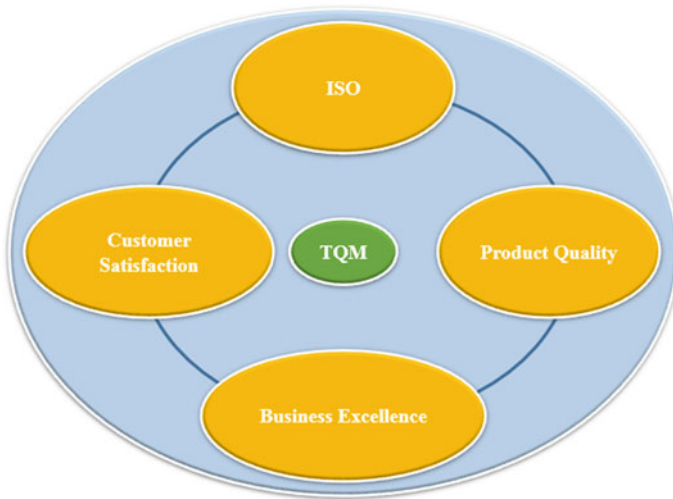 ISO
Customer
Satisfaction
TQM
Product Quality
Business Excellence